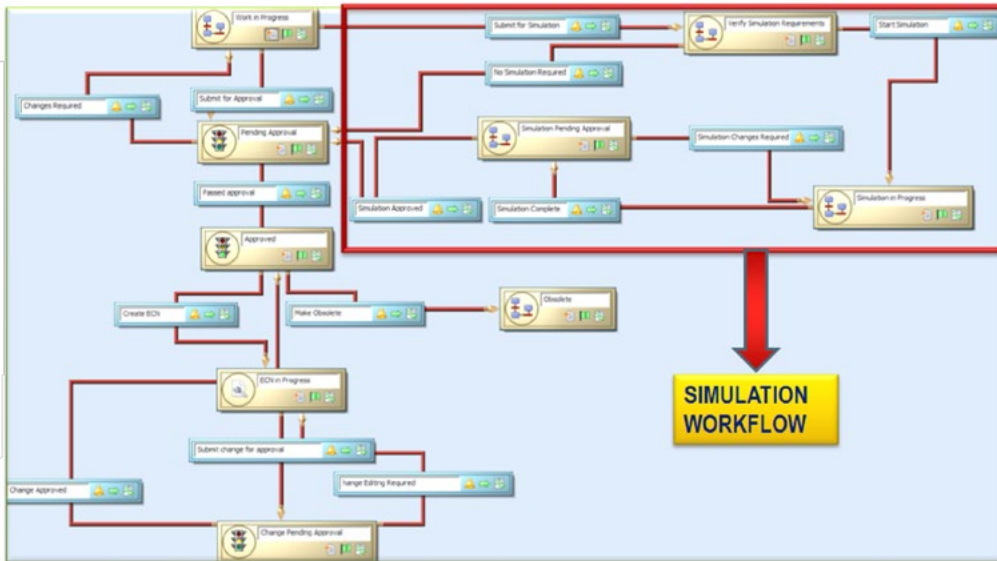 Work in Progress
Submit for Simulation
Verify Simulation Requirements
Start Simulation
No Simulation Required
Changes Required
Submit for Approval
Pending Approval
Simulation Pending Approval
Simulation Changes Required
Passed approval
Simulation Approved
Simulation Complete
Simulation in Progress
Approved
Create ECN
Make Obsolete
Obsolete
ECN in Progress
SIMULATION
WORKFLOW
Submit change for approval
Change Approved
hange Editing Required
Change Pending Approval